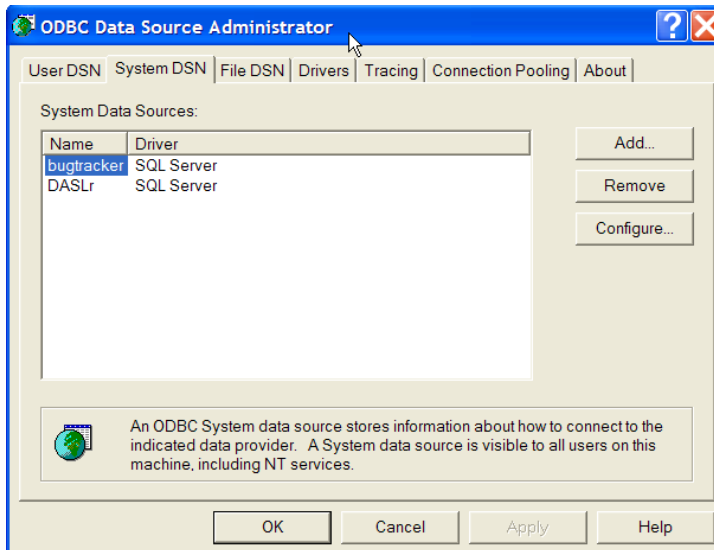 ODBC Data Source Administrator
User DSN System DSN File DSN Drivers Tracing Connection Pooling About
System Data Sources:
Name Driver
bugtracker SQL Server
DASLr SQL Server
Add...
Remove
Configure...
An ODBC System data source stores information about how to connect to the
indicated data provider. A System data source is visible to all users on this
machine, including NT services.
OK Cancel Apply Help